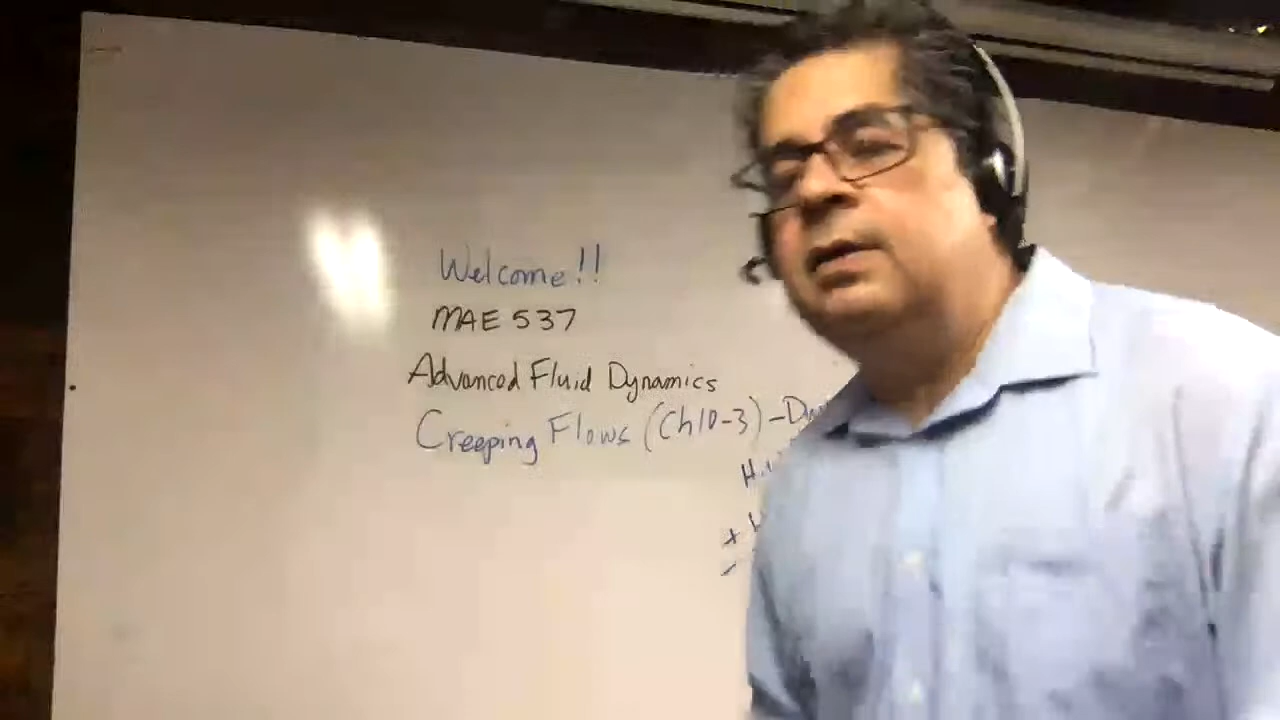 Welcome!!
MAE 537
Advanced Fluid Dynamics
Creeping Flows (Ch10-3) -
+
-